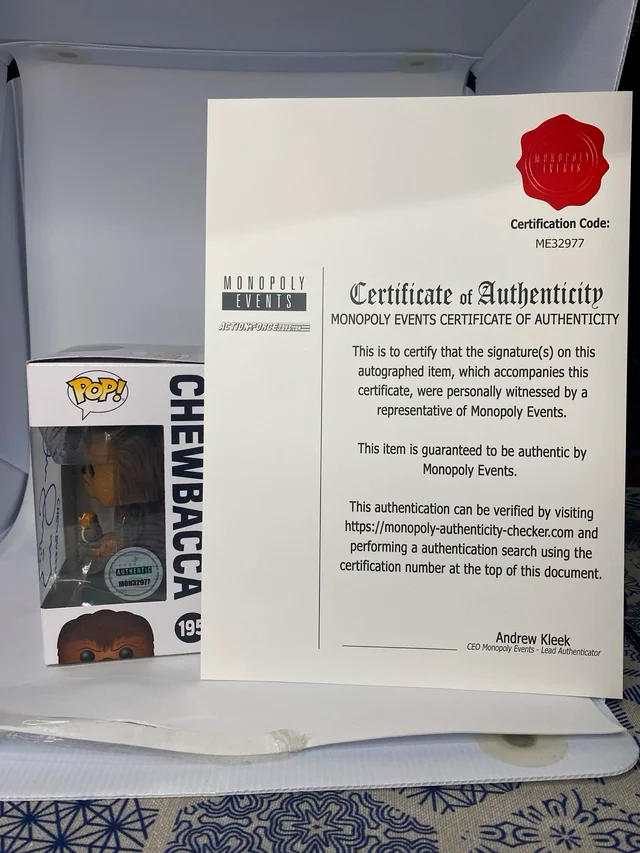 MONOPOLY
EVENTS
Certification Code:
ME32977
MONOPOLY
EVENTS
ACTION FORCE
Certificate of Authenticity
MONOPOLY EVENTS CERTIFICATE OF AUTHENTICITY
This is to certify that the signature(s) on this
autographed item, which accompanies this
certificate, were personally witnessed by a
representative of Monopoly Events.
This item is guaranteed to be authentic by
Monopoly Events.
This authentication can be verified by visiting
https://monopoly-authenticity-checker.com and
performing a authentication search using the
certification number at the top of this document.
Andrew Kleek
CEO Monopoly Events - Lead Authenticator
POP!
CHEWBACCA
195
AUTHENTIC
MON32977